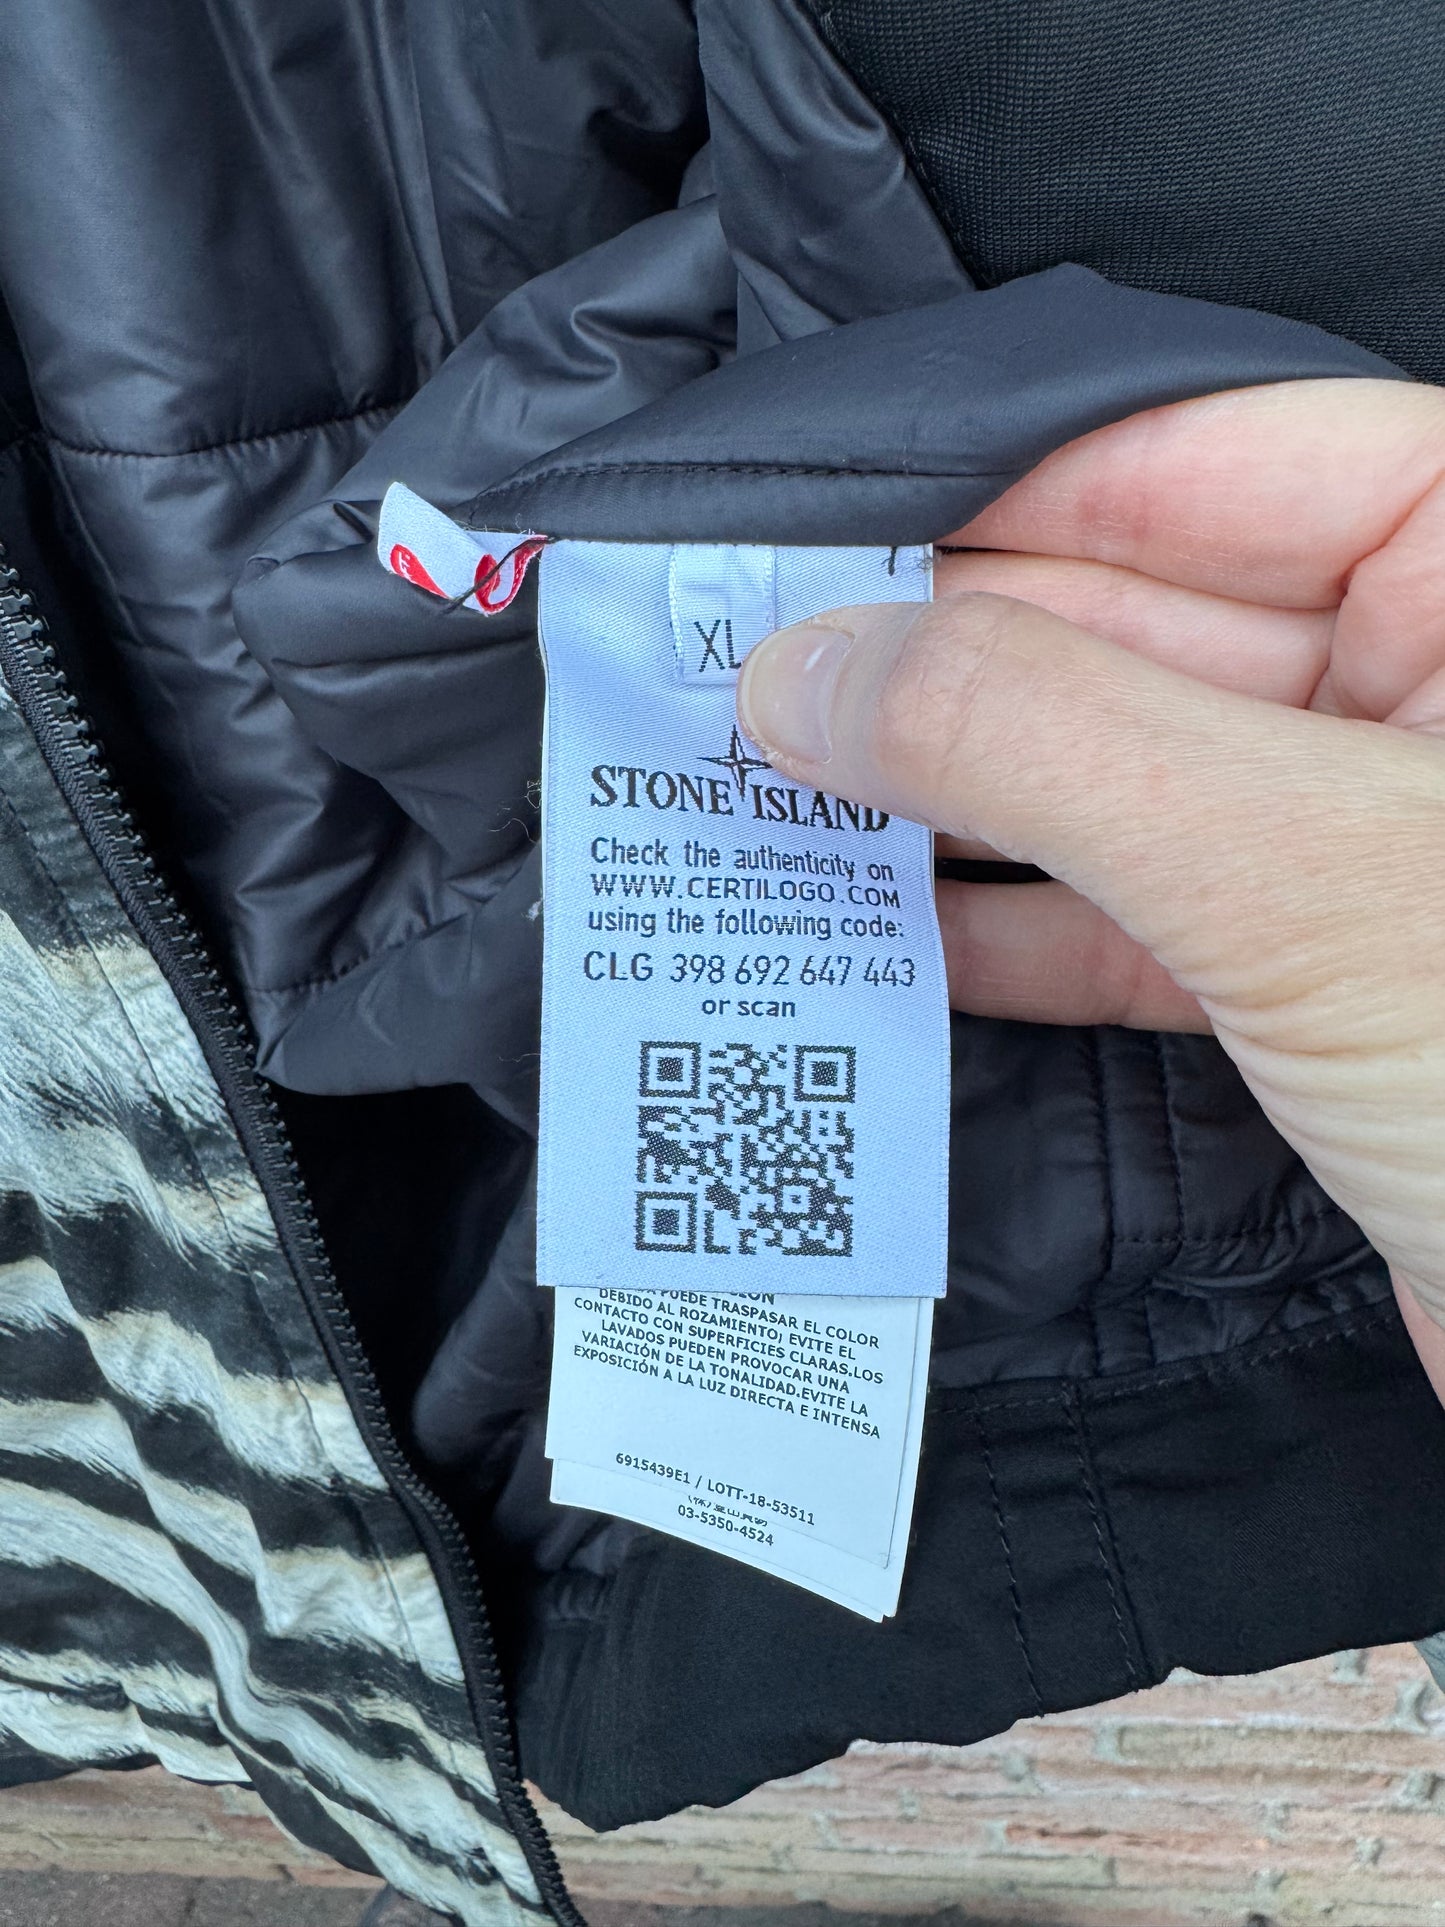 XL
STONE ISLAND
Check the authenticity on
WWW.CERTILOGO.COM
using the following code:
CLG 398 692 647 443
or scan
PUEDE TRASPASAR EL COLOR
DEBIDO AL ROZAMIENTO; EVITE EL
CONTACTO CON SUPERFICIES CLARAS.LOS
LAVADOS PUEDEN PROVOCAR UNA
VARIACIÓN DE LA TONALIDAD.EVITE LA
EXPOSICIÓN A LA LUZ DIRECTA E INTENSA
6915439E1 / LOTT-18-53511
03-5350-4524